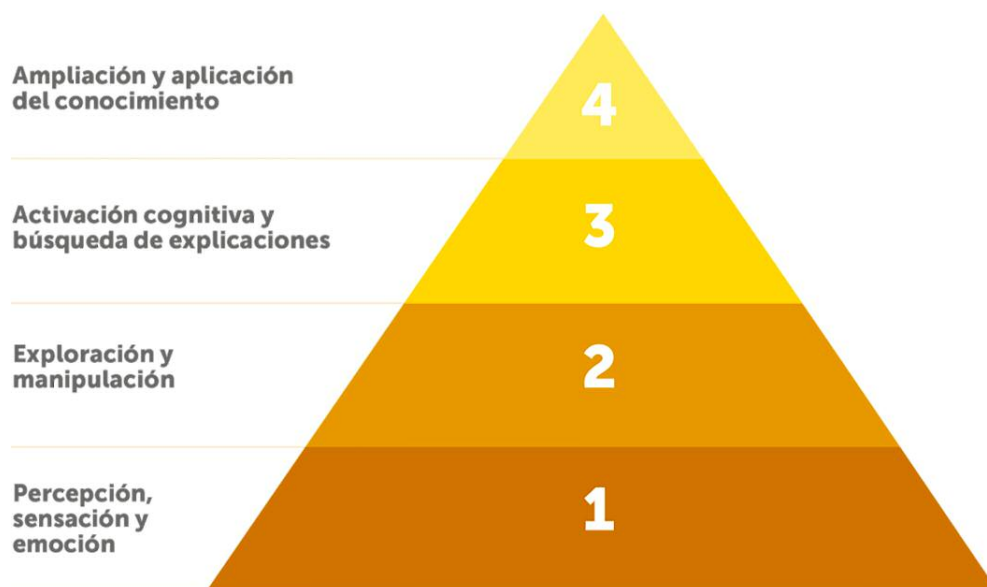 Ampliación y aplicación
del conocimiento
4
Activación cognitiva y
búsqueda de explicaciones
3
Exploración y
manipulación
2
Percepción,
sensación y
emoción
1